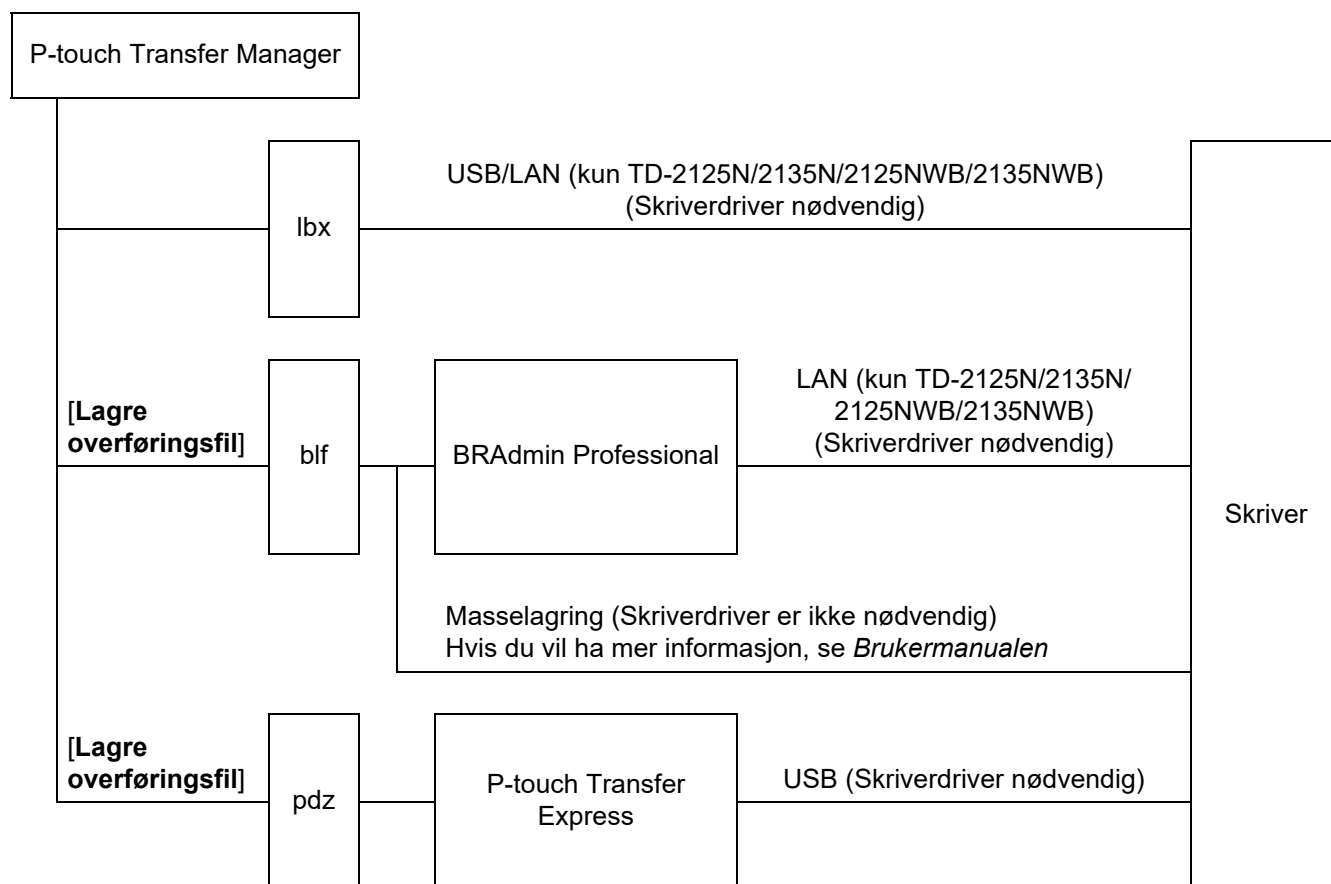 P-touch Transfer Manager
lbx
USB/LAN (kun TD-2125N/2135N/2125NWB/2135NWB)
(Skriverdriver nødvendig)
[Lagre
overføringsfil]
blf
BRAdmin Professional
LAN (kun TD-2125N/2135N/
2125NWB/2135NWB)
(Skriverdriver nødvendig)
Skriver
Masselagring (Skriverdriver er ikke nødvendig)
Hvis du vil ha mer informasjon, se Brukermanualen
[Lagre
overføringsfil]
pdz
P-touch Transfer
Express
USB (Skriverdriver nødvendig)